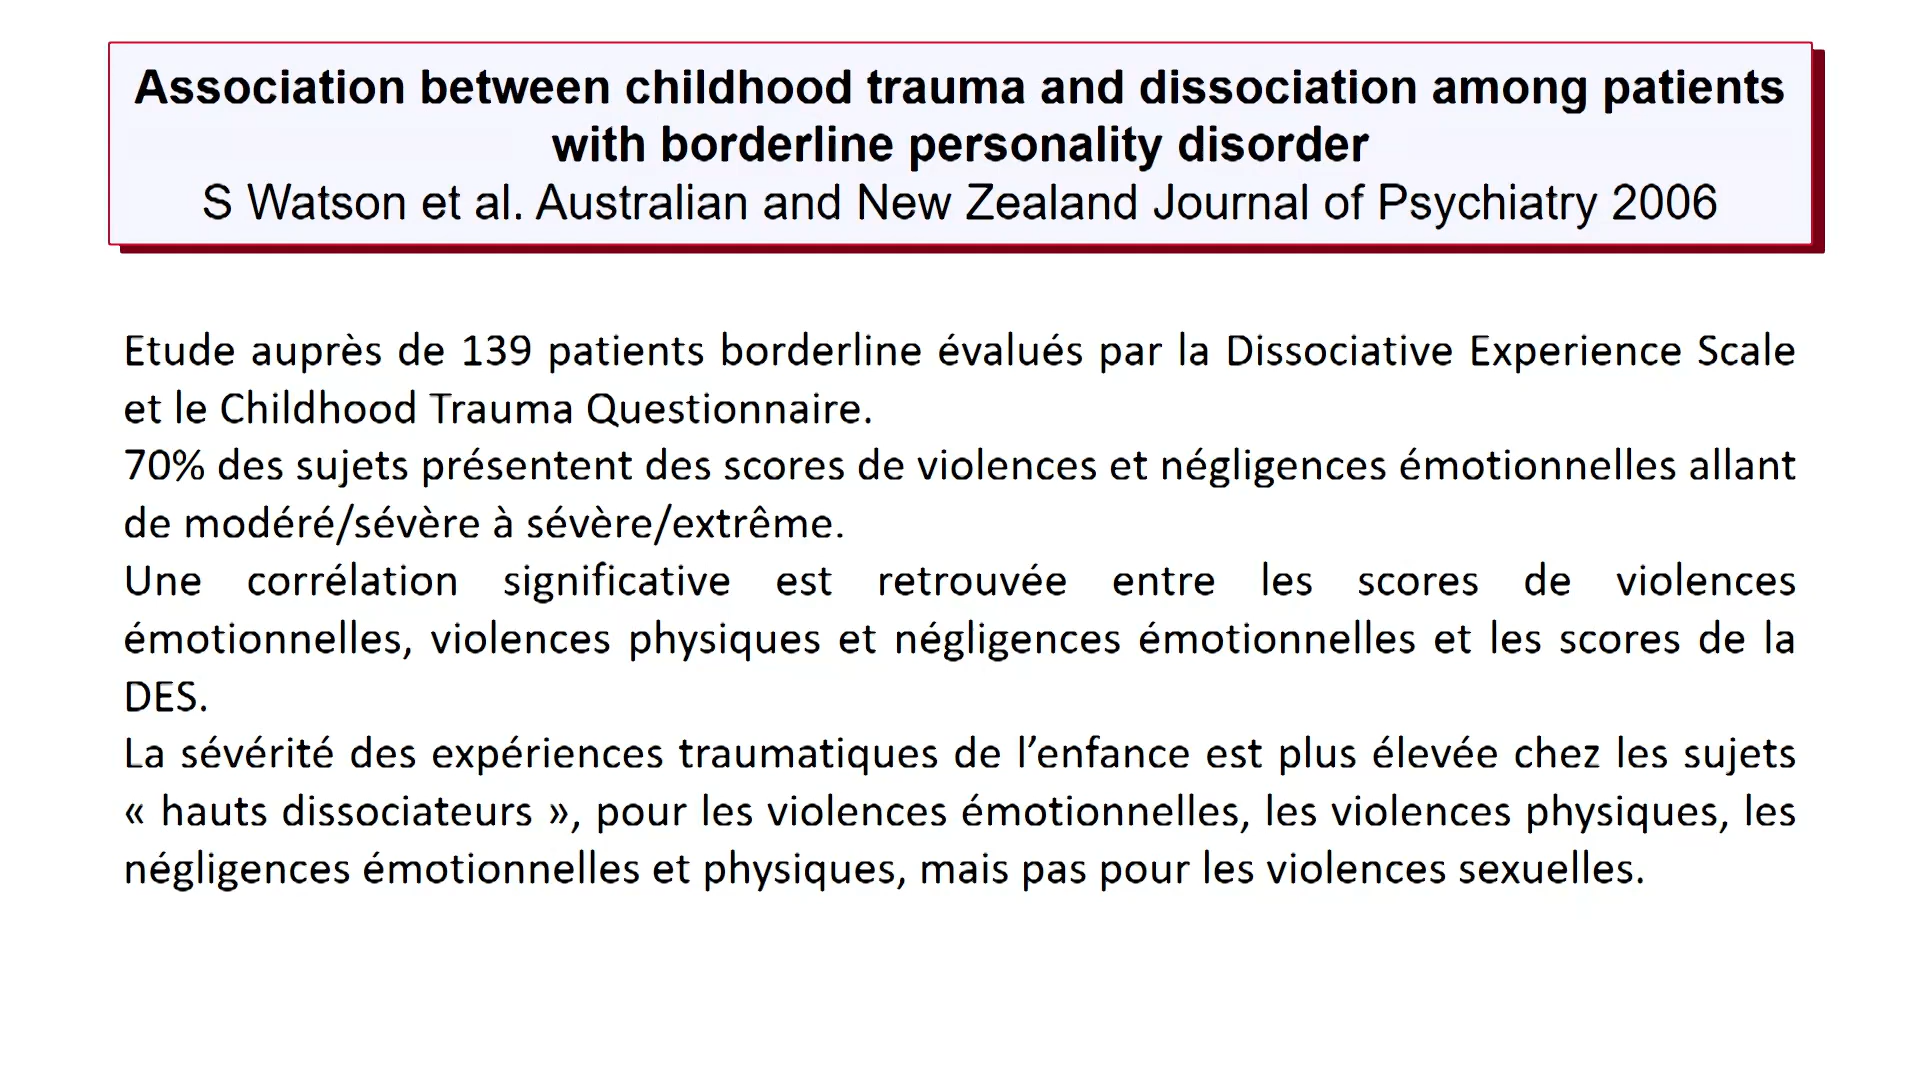 Association between childhood trauma and dissociation among patients
with borderline personality disorder
S Watson et al. Australian and New Zealand Journal of Psychiatry 2006
Etude auprès de 139 patients borderline évalués par la Dissociative Experience Scale
et le Childhood Trauma Questionnaire.
70% des sujets présentent des scores de violences et négligences émotionnelles allant
de modéré/sévère à sévère/extrême.
Une corrélation significative est retrouvée entre les scores de violences
émotionnelles, violences physiques et négligences émotionnelles et les scores de la
DES.
La sévérité des expériences traumatiques de l’enfance est plus élevée chez les sujets
« hauts dissociateurs », pour les violences émotionnelles, les violences physiques, les
négligences émotionnelles et physiques, mais pas pour les violences sexuelles.